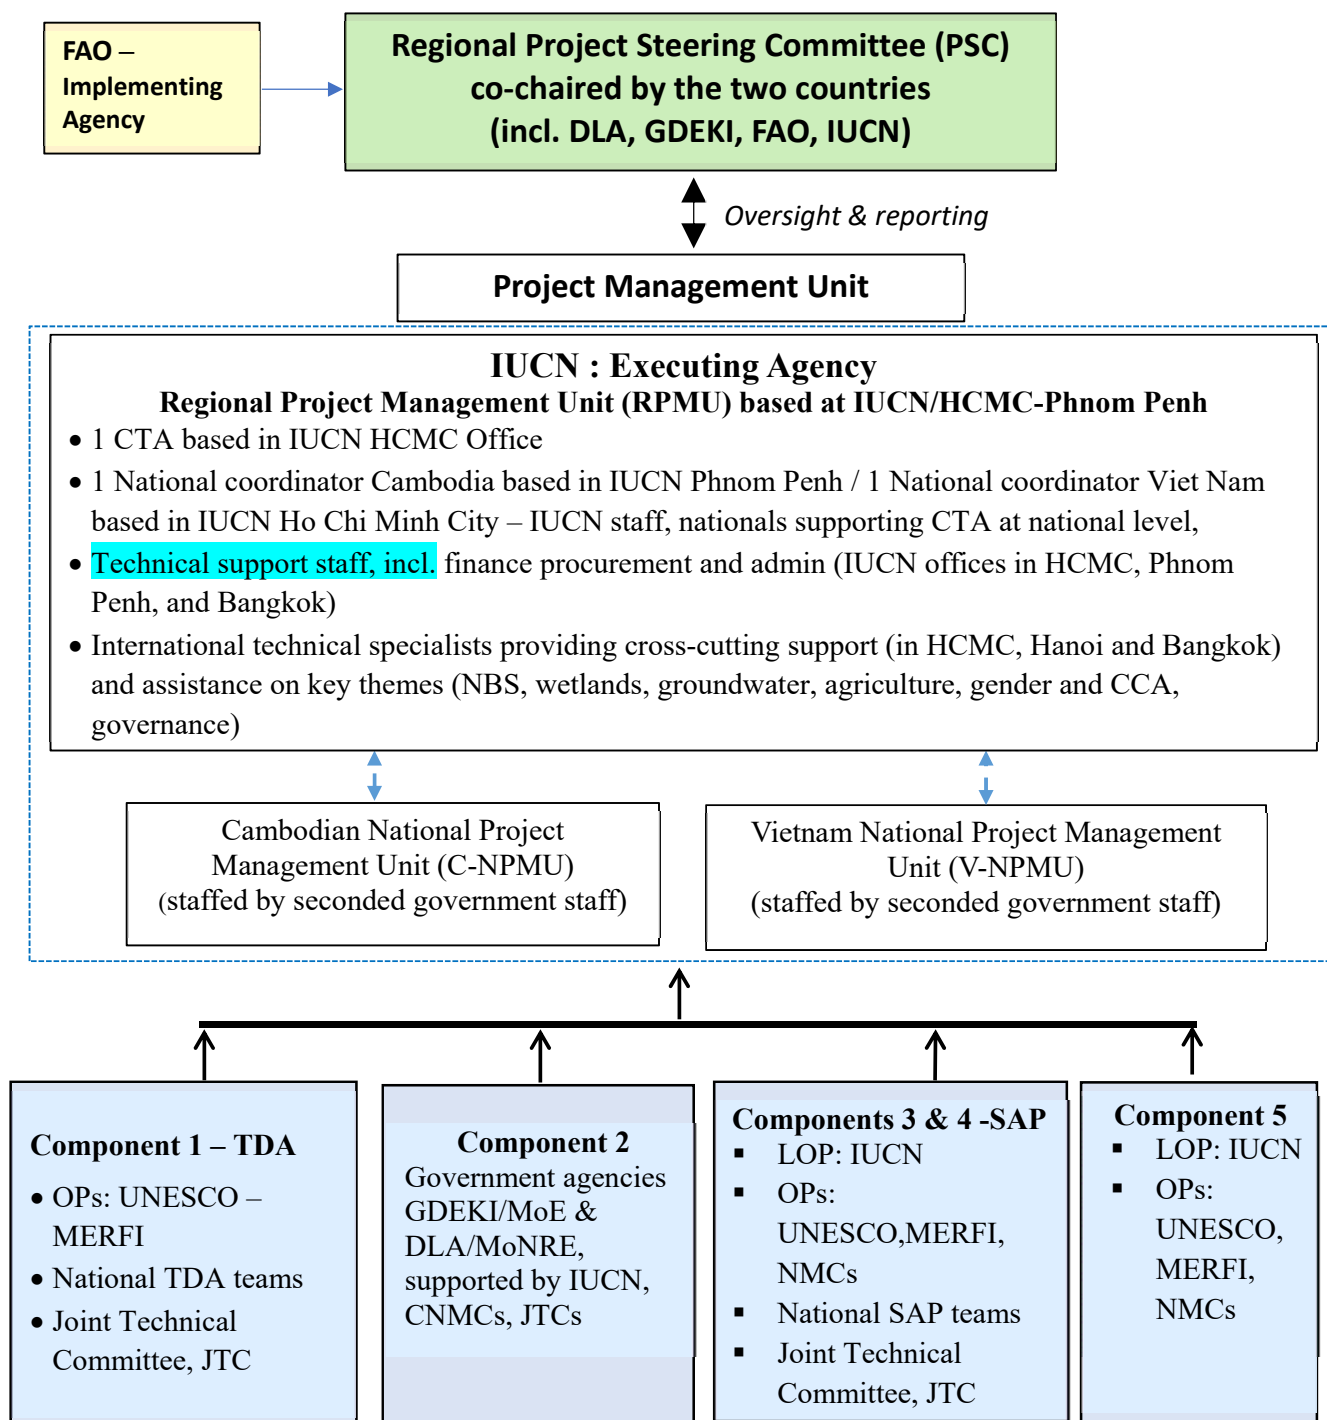 FAO –
Implementing
Agency
Regional Project Steering Committee (PSC)
co-chaired by the two countries
(incl. DLA, GDEKI, FAO, IUCN)
Oversight & reporting
Project Management Unit
IUCN : Executing Agency
Regional Project Management Unit (RPMU) based at IUCN/HCMC-Phnom Penh
• 1 CTA based in IUCN HCMC Office
• 1 National coordinator Cambodia based in IUCN Phnom Penh / 1 National coordinator Viet Nam
based in IUCN Ho Chi Minh City – IUCN staff, nationals supporting CTA at national level,
• Technical support staff, incl. finance procurement and admin (IUCN offices in HCMC, Phnom
Penh, and Bangkok)
• International technical specialists providing cross-cutting support (in HCMC, Hanoi and Bangkok)
and assistance on key themes (NBS, wetlands, groundwater, agriculture, gender and CCA,
governance)
Cambodian National Project
Management Unit (C-NPMU)
(staffed by seconded government staff)
Vietnam National Project Management
Unit (V-NPMU)
(staffed by seconded government staff)
Component 1 – TDA
• OPs: UNESCO –
MERFI
• National TDA teams
• Joint Technical
Committee, JTC
Component 2
Government agencies
GDEKI/MoE &
DLA/MoNRE,
supported by IUCN,
CNMCs, JTCs
Components 3 & 4 -SAP
▪ LOP: IUCN
▪ OPs:
UNESCO,MERFI,
NMCs
▪ National SAP teams
▪ Joint Technical
Committee, JTC
Component 5
▪ LOP: IUCN
▪ OPs:
UNESCO,
MERFI,
NMCs